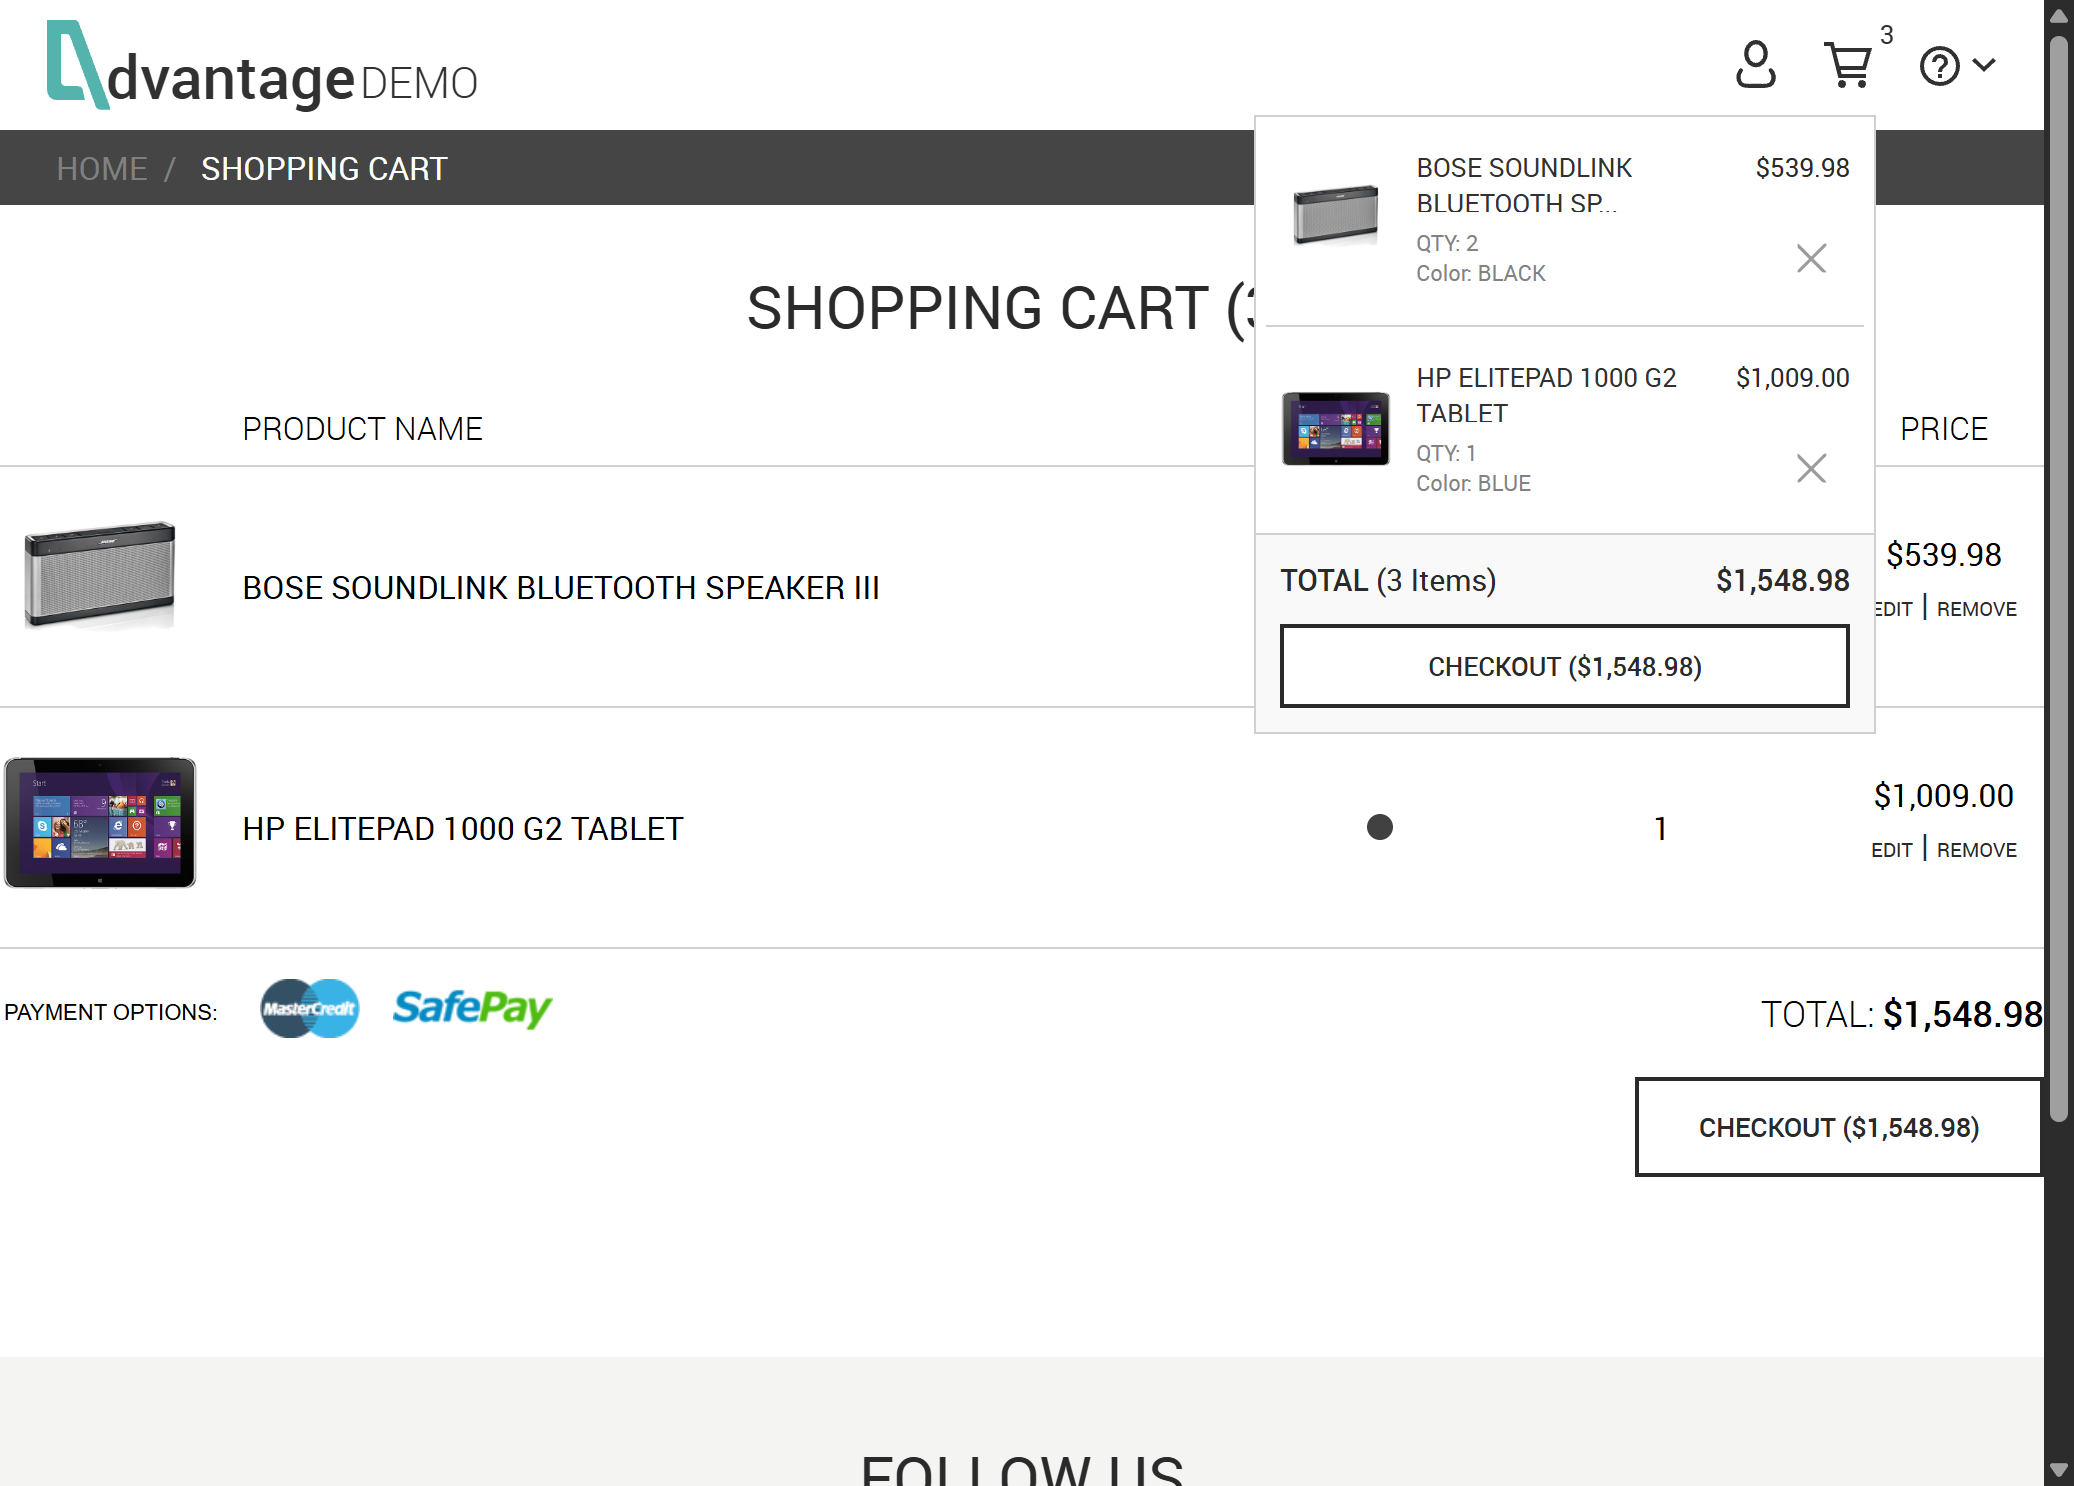 dvantage DEMO
3
HOME / SHOPPING CART
BOSE SOUNDLINK
BLUETOOTH SP...
$539.98
QTY: 2
Color: BLACK
HP ELITEPAD 1000 G2
TABLET
$1,009.00
QTY: 1
Color: BLUE
TOTAL (3 Items) $1,548.98
CHECKOUT ($1,548.98)
SHOPPING CART (3
PRODUCT NAME
PRICE
BOSE SOUNDLINK BLUETOOTH SPEAKER III
$539.98
EDIT | REMOVE
HP ELITEPAD 1000 G2 TABLET
1
$1,009.00
EDIT | REMOVE
PAYMENT OPTIONS:
MasterCredit
SafePay
TOTAL: $1,548.98
CHECKOUT ($1,548.98)
FOLLOW US